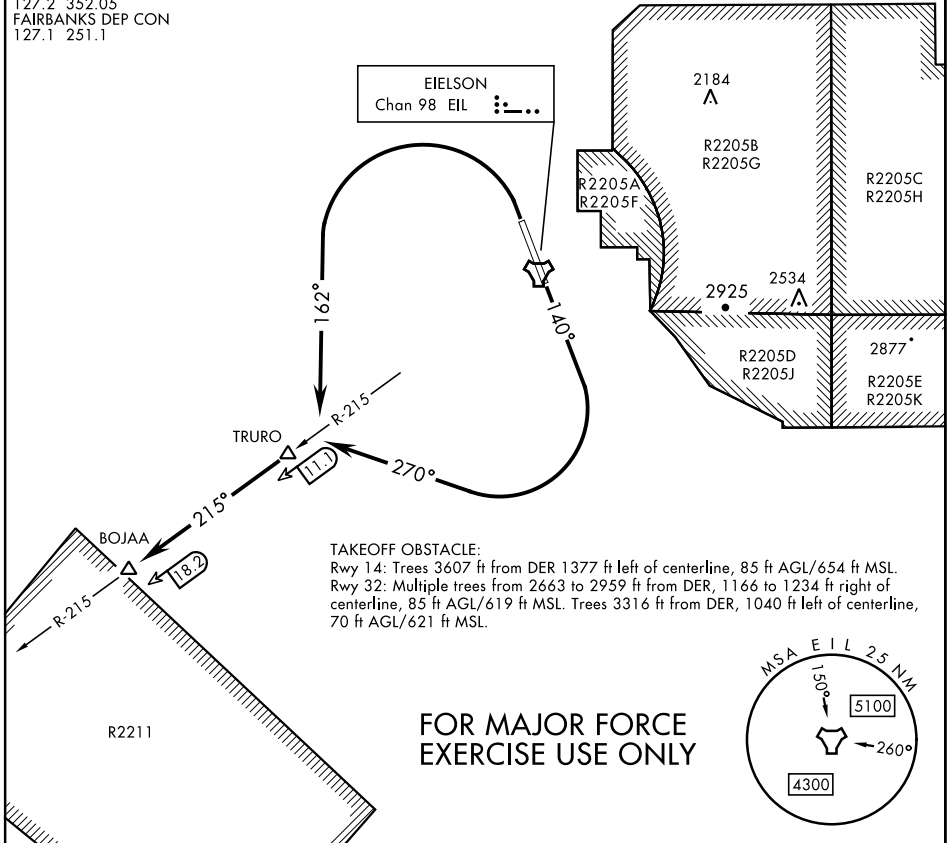 127.2 352.05
FAIRBANKS DEP CON
127.1 251.1
EIELSON
Chan 98 EIL
2184
R2205B
R2205G
R2205A
R2205F
R2205C
R2205H
2925
2534
162°
140°
R2205D
R2205J
2877
R2205E
R2205K
R-215
TRURO
11.1
270°
215°
BOJAA
18.2
R-215
TAKEOFF OBSTACLE:
Rwy 14: Trees 3607 ft from DER 1377 ft left of centerline, 85 ft AGL/654 ft MSL.
Rwy 32: Multiple trees from 2663 to 2959 ft from DER, 1166 to 1234 ft right of
centerline, 85 ft AGL/619 ft MSL. Trees 3316 ft from DER, 1040 ft left of centerline,
70 ft AGL/621 ft MSL.
R2211
FOR MAJOR FORCE
EXERCISE USE ONLY
MSA EIL 25 NM
150°
5100
260°
4300